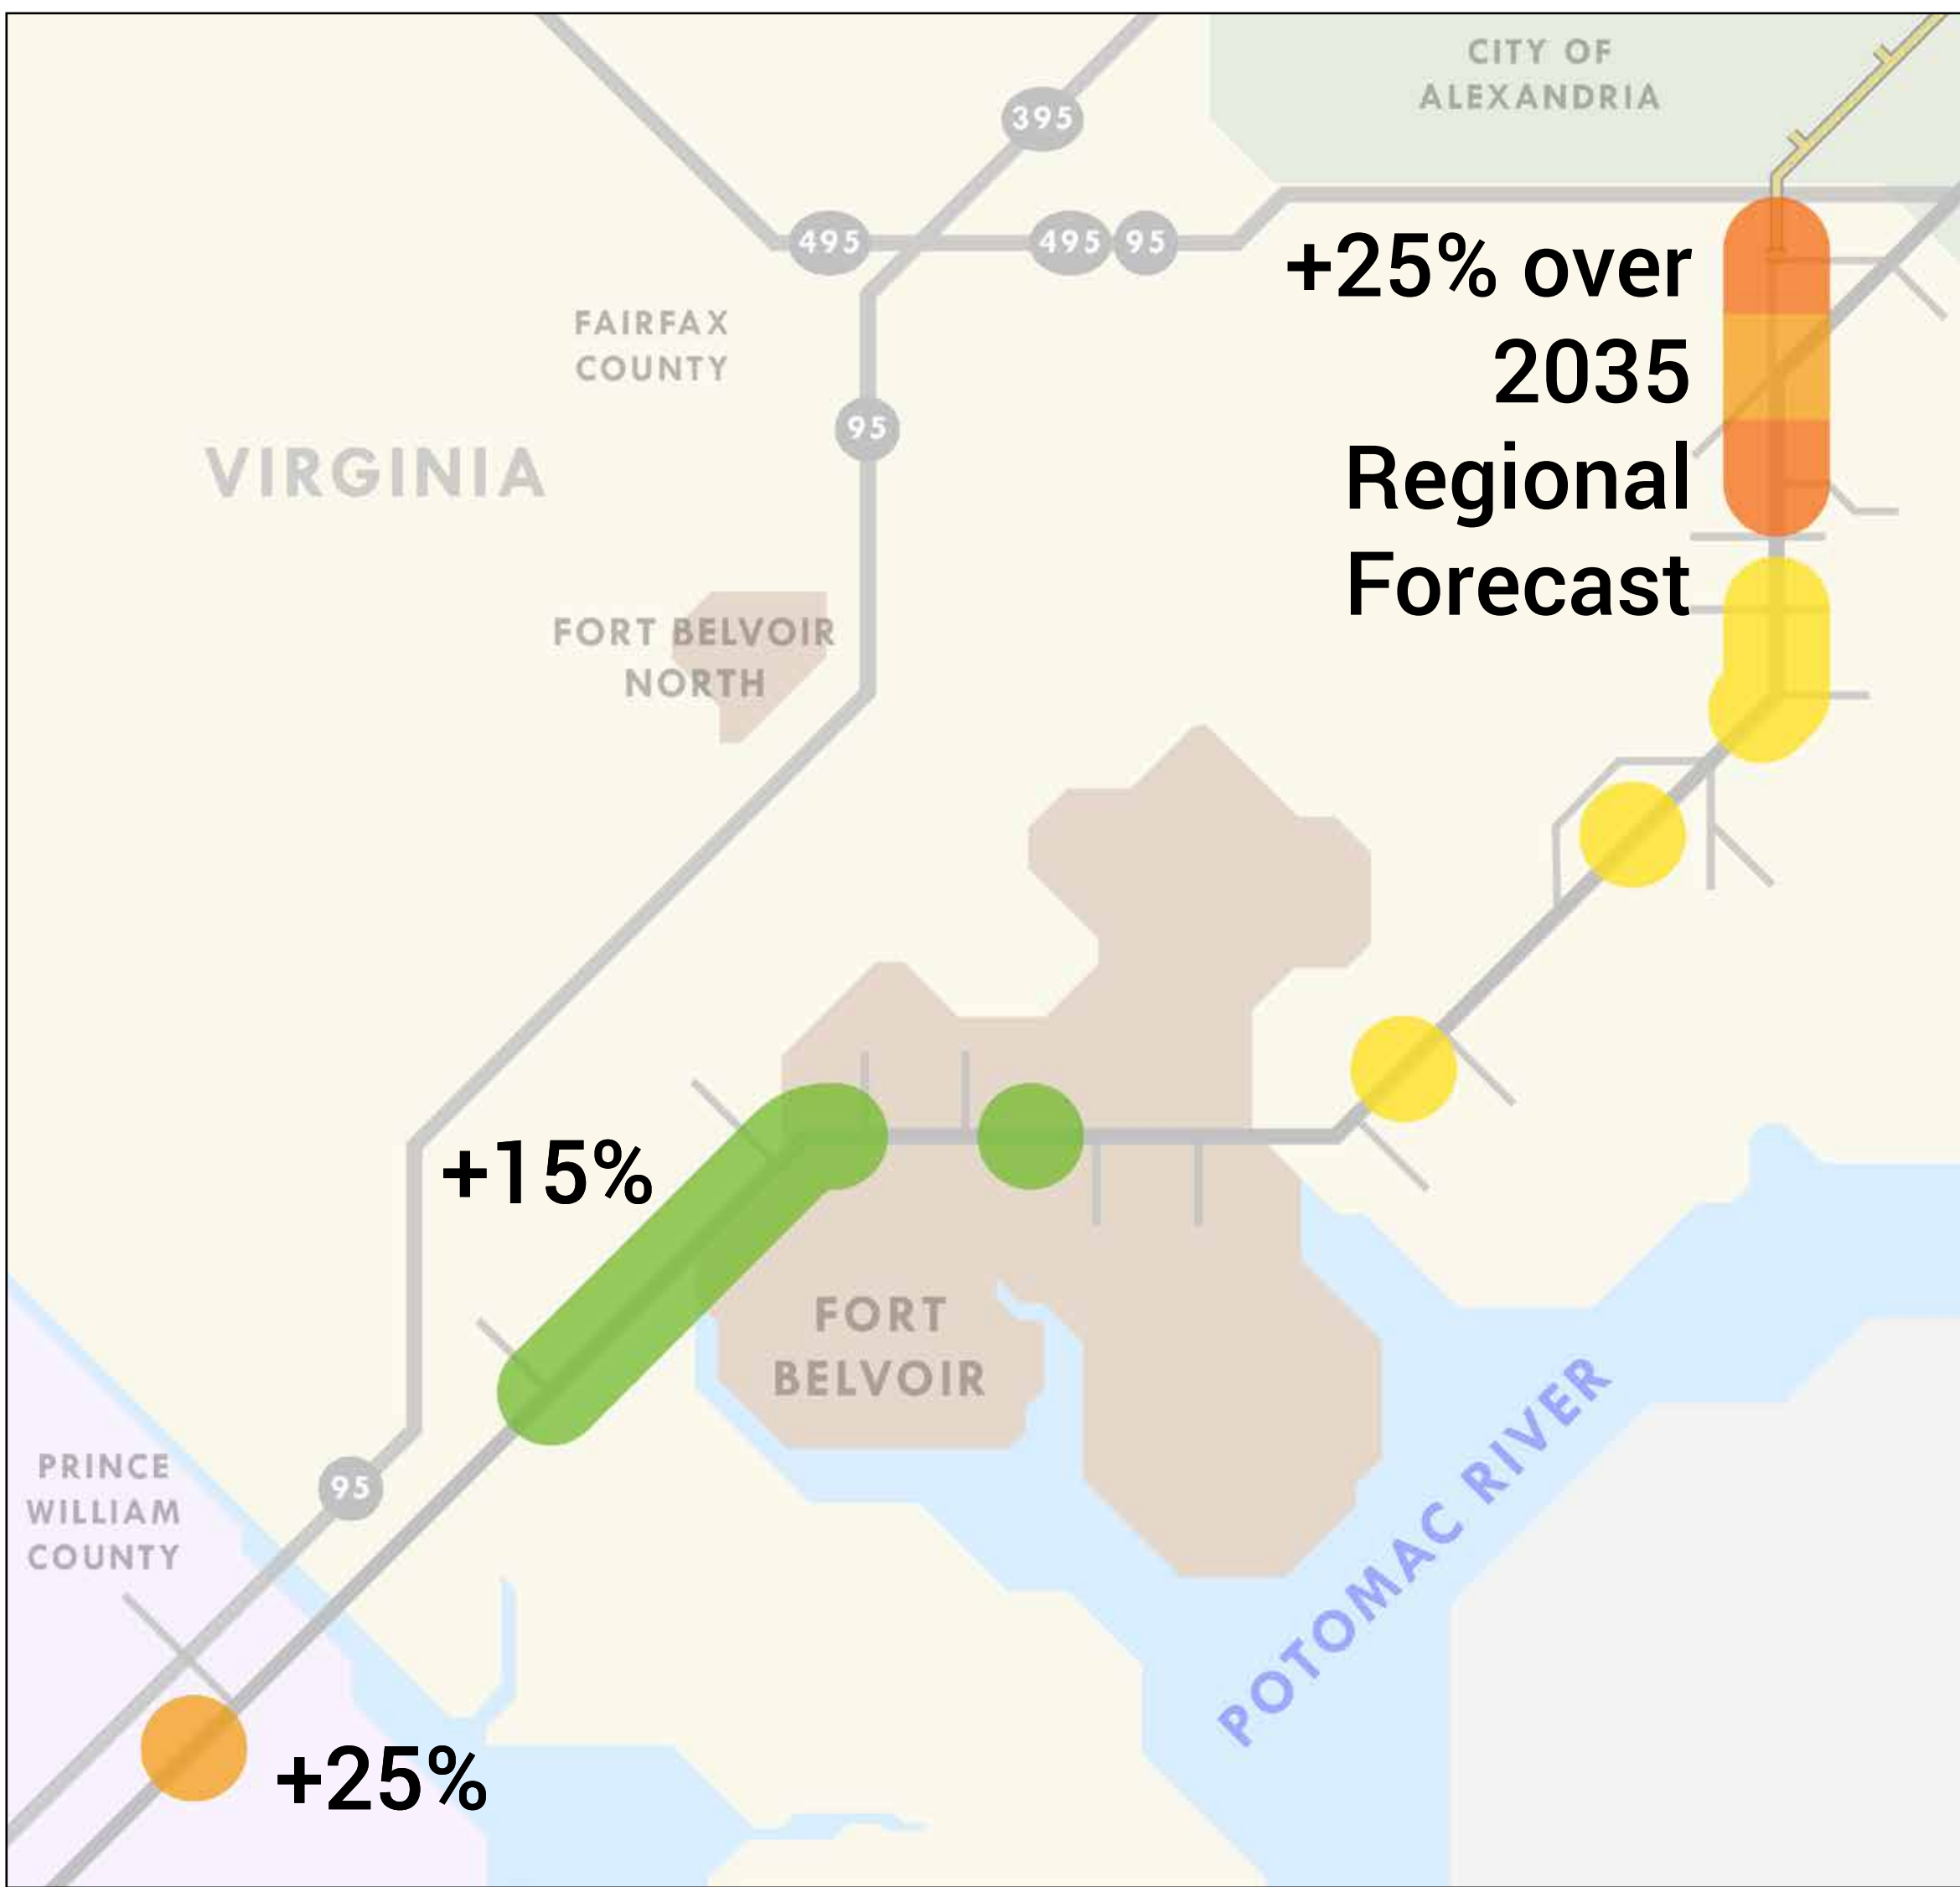 CITY OF
ALEXANDRIA
395
495
495
95
+25% over
2035
Regional
Forecast
FAIRFAX
COUNTY
95
VIRGINIA
FORT BELVOIR
NORTH
+15%
FORT
BELVOIR
POTOMAC RIVER
PRINCE
WILLIAM
COUNTY
95
+25%